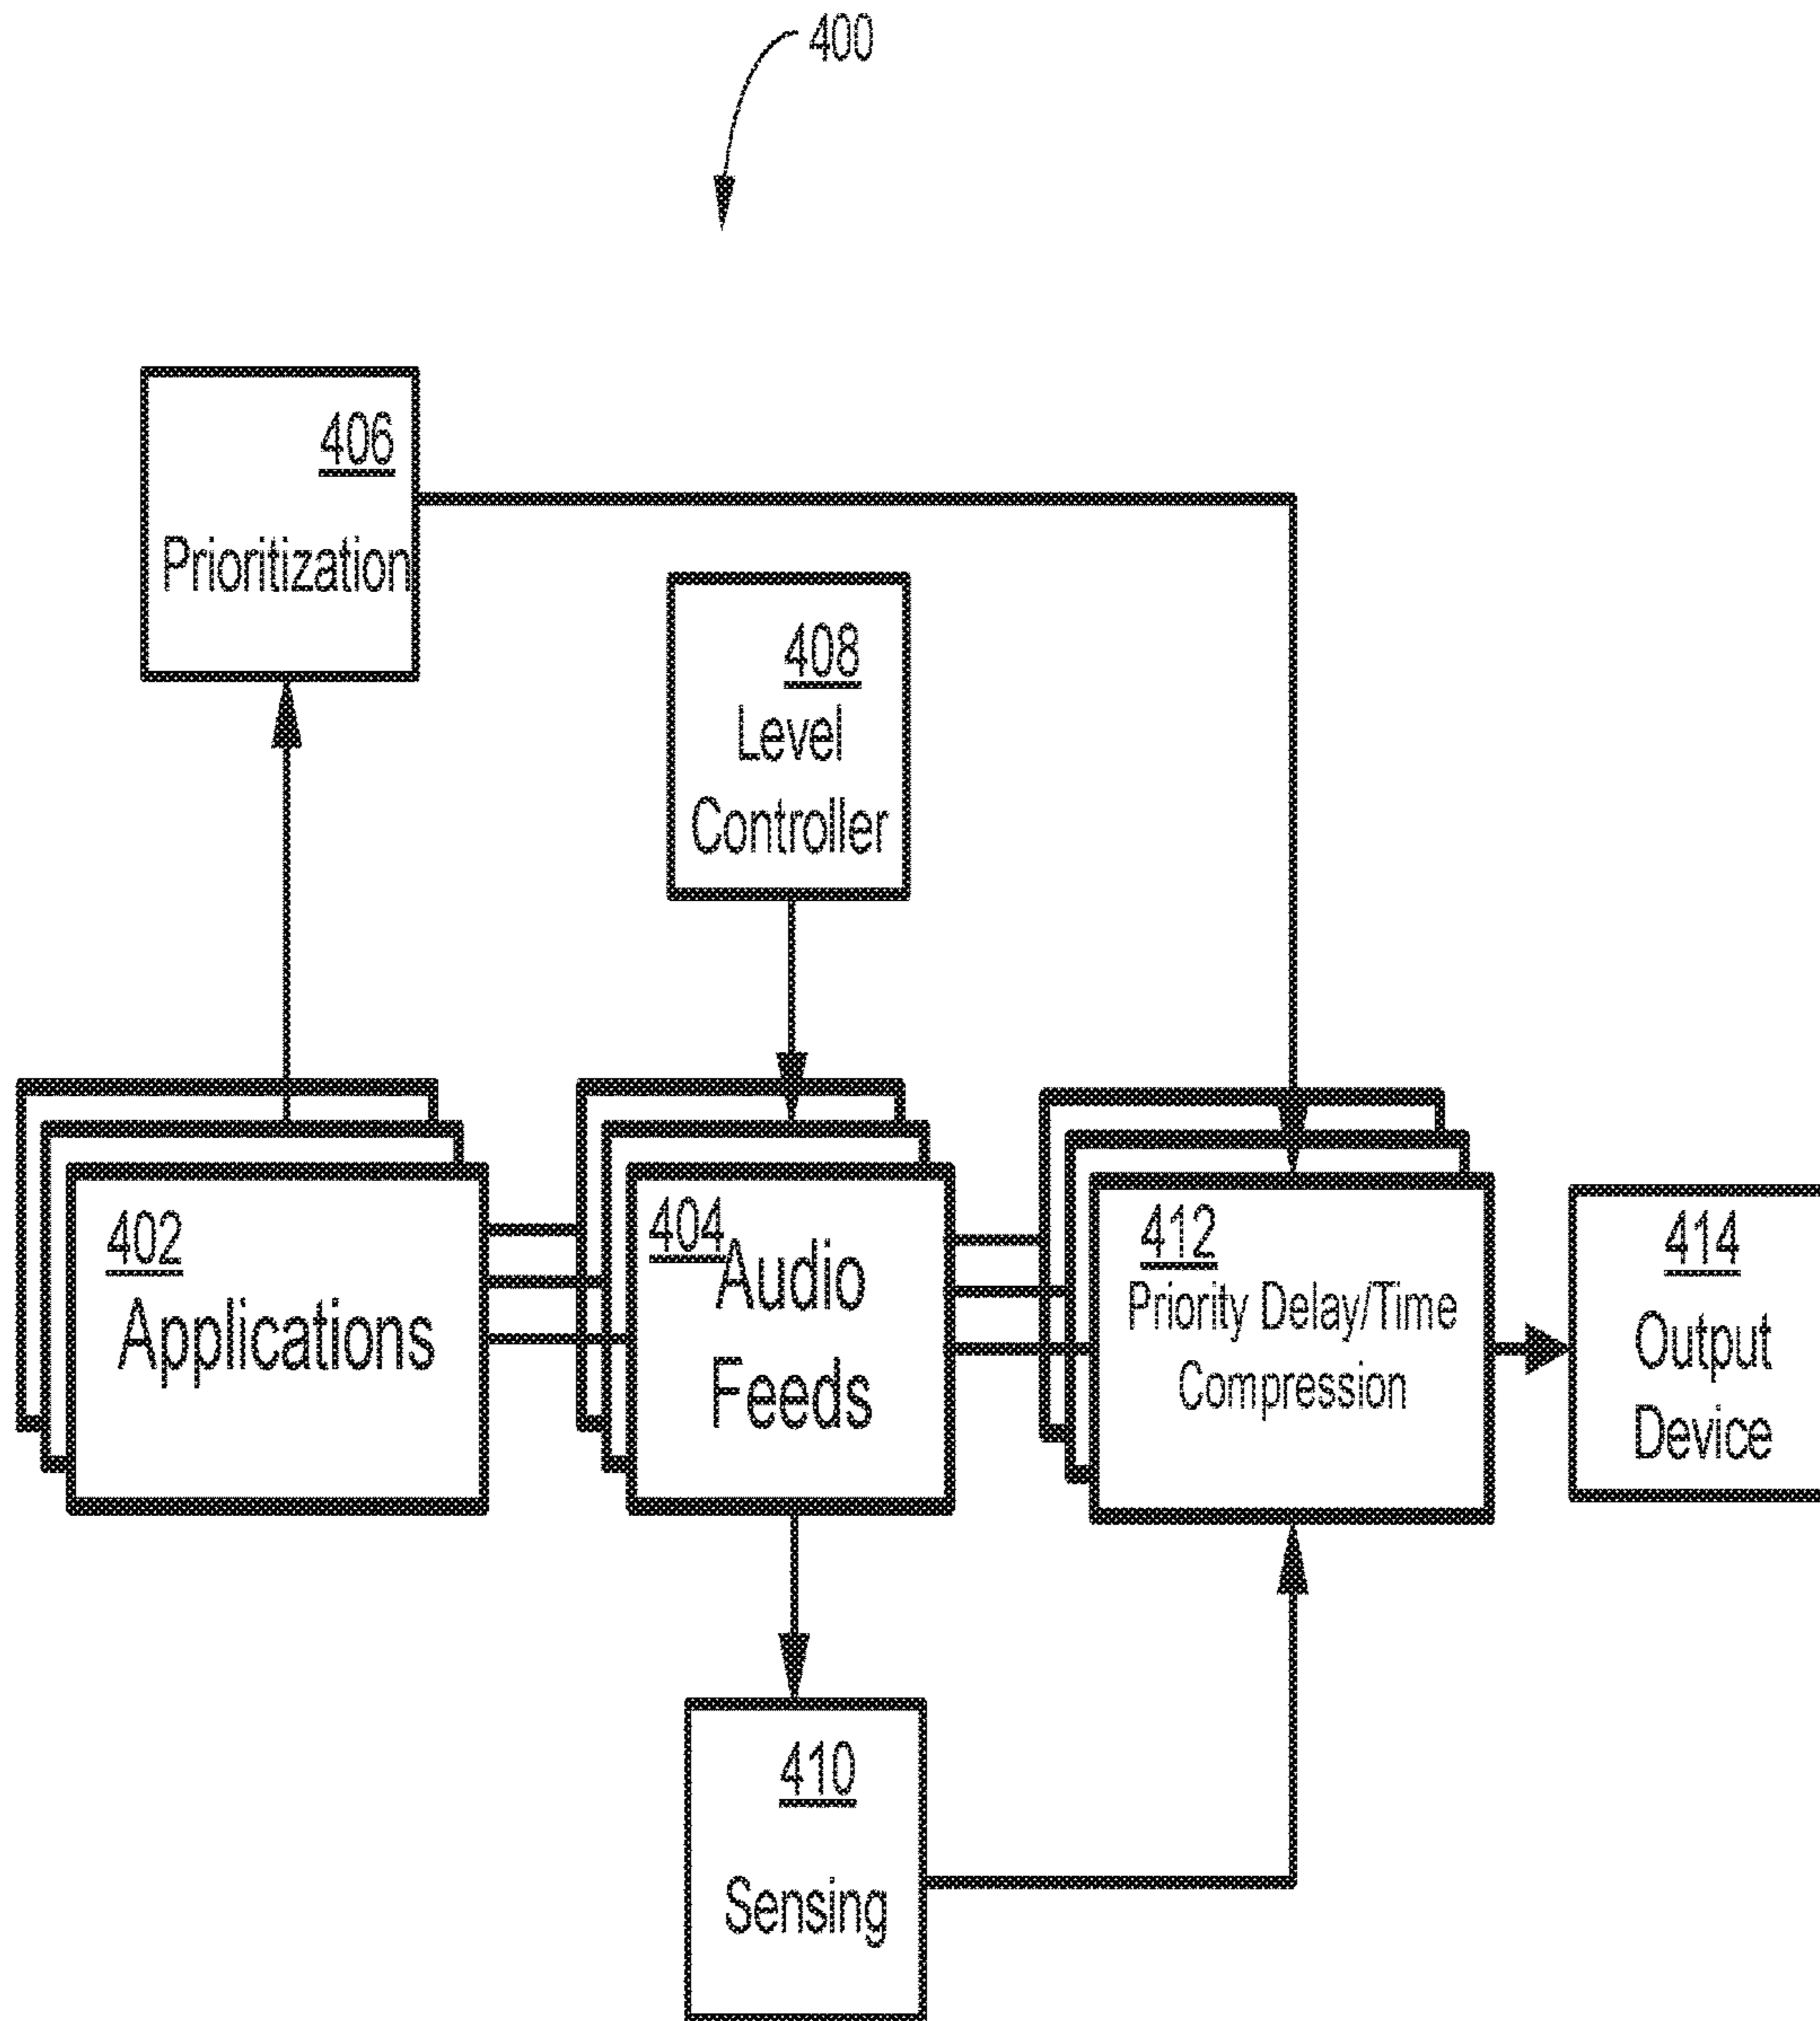 400
406
Prioritization
408
Level
Controller
402
Applications
404
Audio
Feeds
412
Priority Delay/Time
Compression
414
Output
Device
410
Sensing